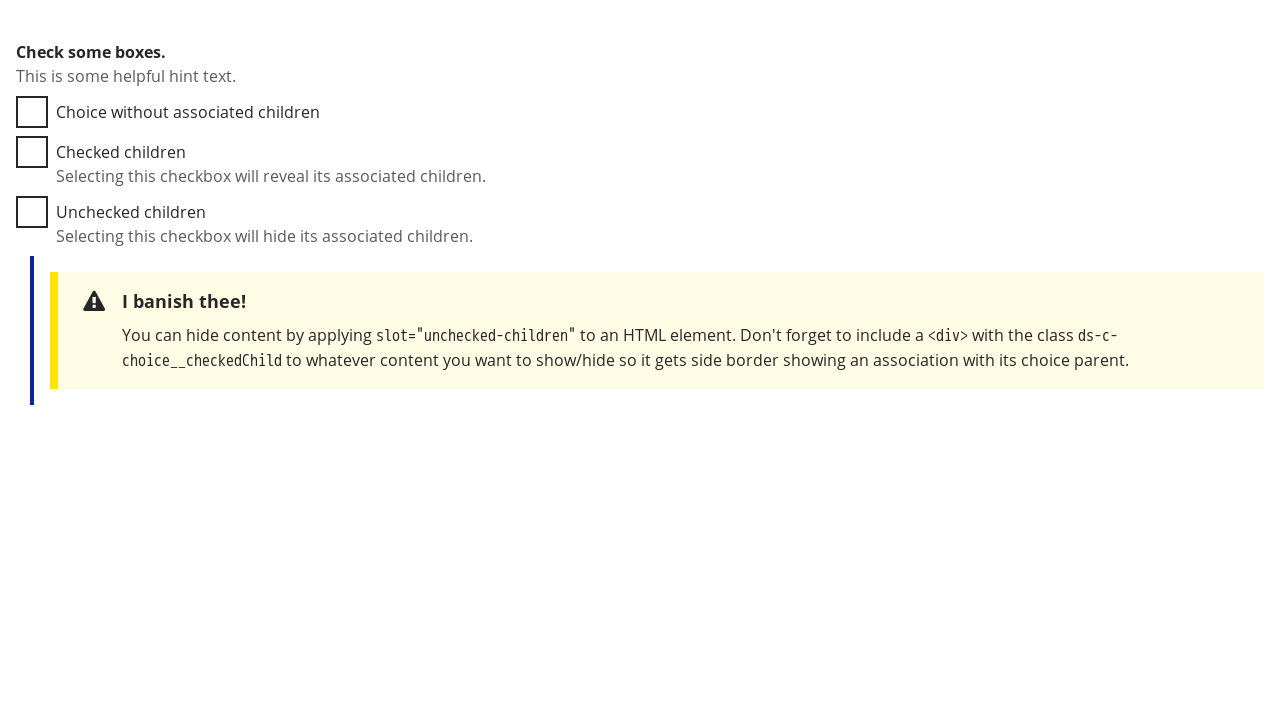 Check some boxes.
This is some helpful hint text.
Choice without associated children
Checked children
Selecting this checkbox will reveal its associated children.
Unchecked children
Selecting this checkbox will hide its associated children.
I banish thee!
You can hide content by applying slot="unchecked-children" to an HTML element. Don't forget to include a <div> with the class ds-c-
choice__checkedChild to whatever content you want to show/hide so it gets side border showing an association with its choice parent.